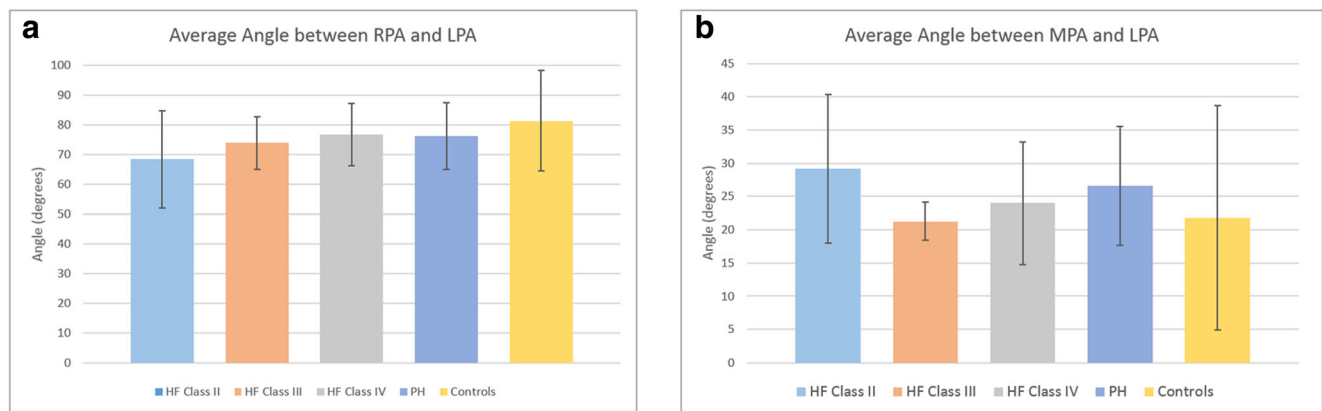 a
Average Angle between RPA and LPA
Angle (degrees)
100
90
80
70
60
50
40
30
20
10
0
HF Class II HF Class III HF Class IV PH Controls
b
Average Angle between MPA and LPA
Angle (degrees)
45
40
35
30
25
20
15
10
5
0
HF Class II HF Class III HF Class IV PH Controls